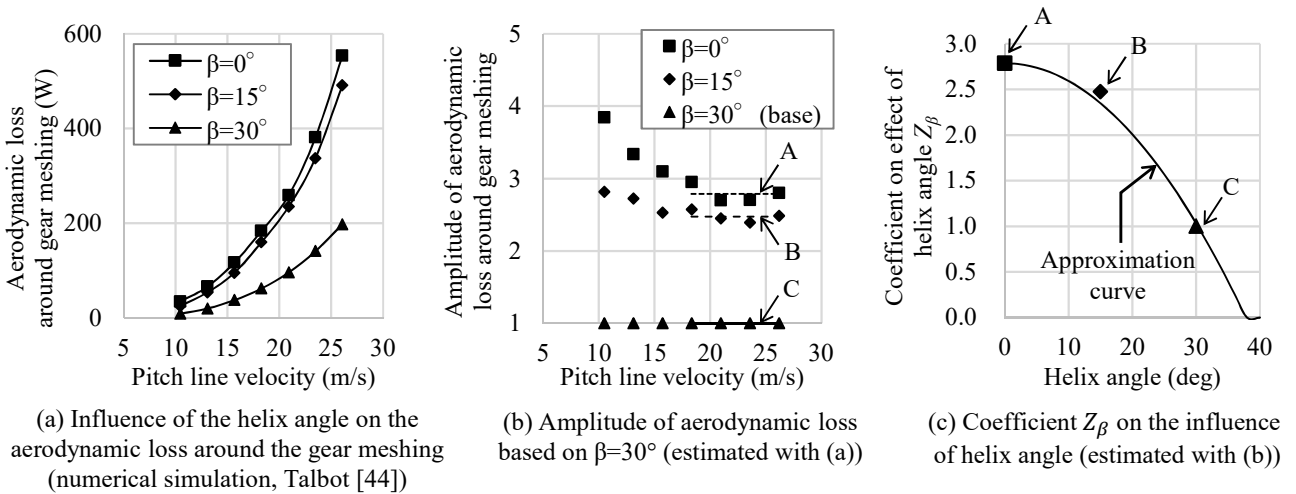 600
400
200
0
5
10
15
20
25
30
Aerodynamic loss
around gear meshing (W)
β=0°
β=15°
β=30°
Pitch line velocity (m/s)
(a) Influence of the helix angle on the
aerodynamic loss around the gear meshing
(numerical simulation, Talbot [44])
5
4
3
2
1
5
10
15
20
25
30
Amplitude of aerodynamic
loss around gear meshing
β=0°
β=15°
β=30° (base)
A
B
C
Pitch line velocity (m/s)
(b) Amplitude of aerodynamic loss
based on β=30° (estimated with (a))
3.0
2.5
2.0
1.5
1.0
0.5
0.0
0
10
20
30
40
Coefficient on effect of
helix angle Zβ
A
B
C
Approximation
curve
Helix angle (deg)
(c) Coefficient Zβ on the influence
of helix angle (estimated with (b))